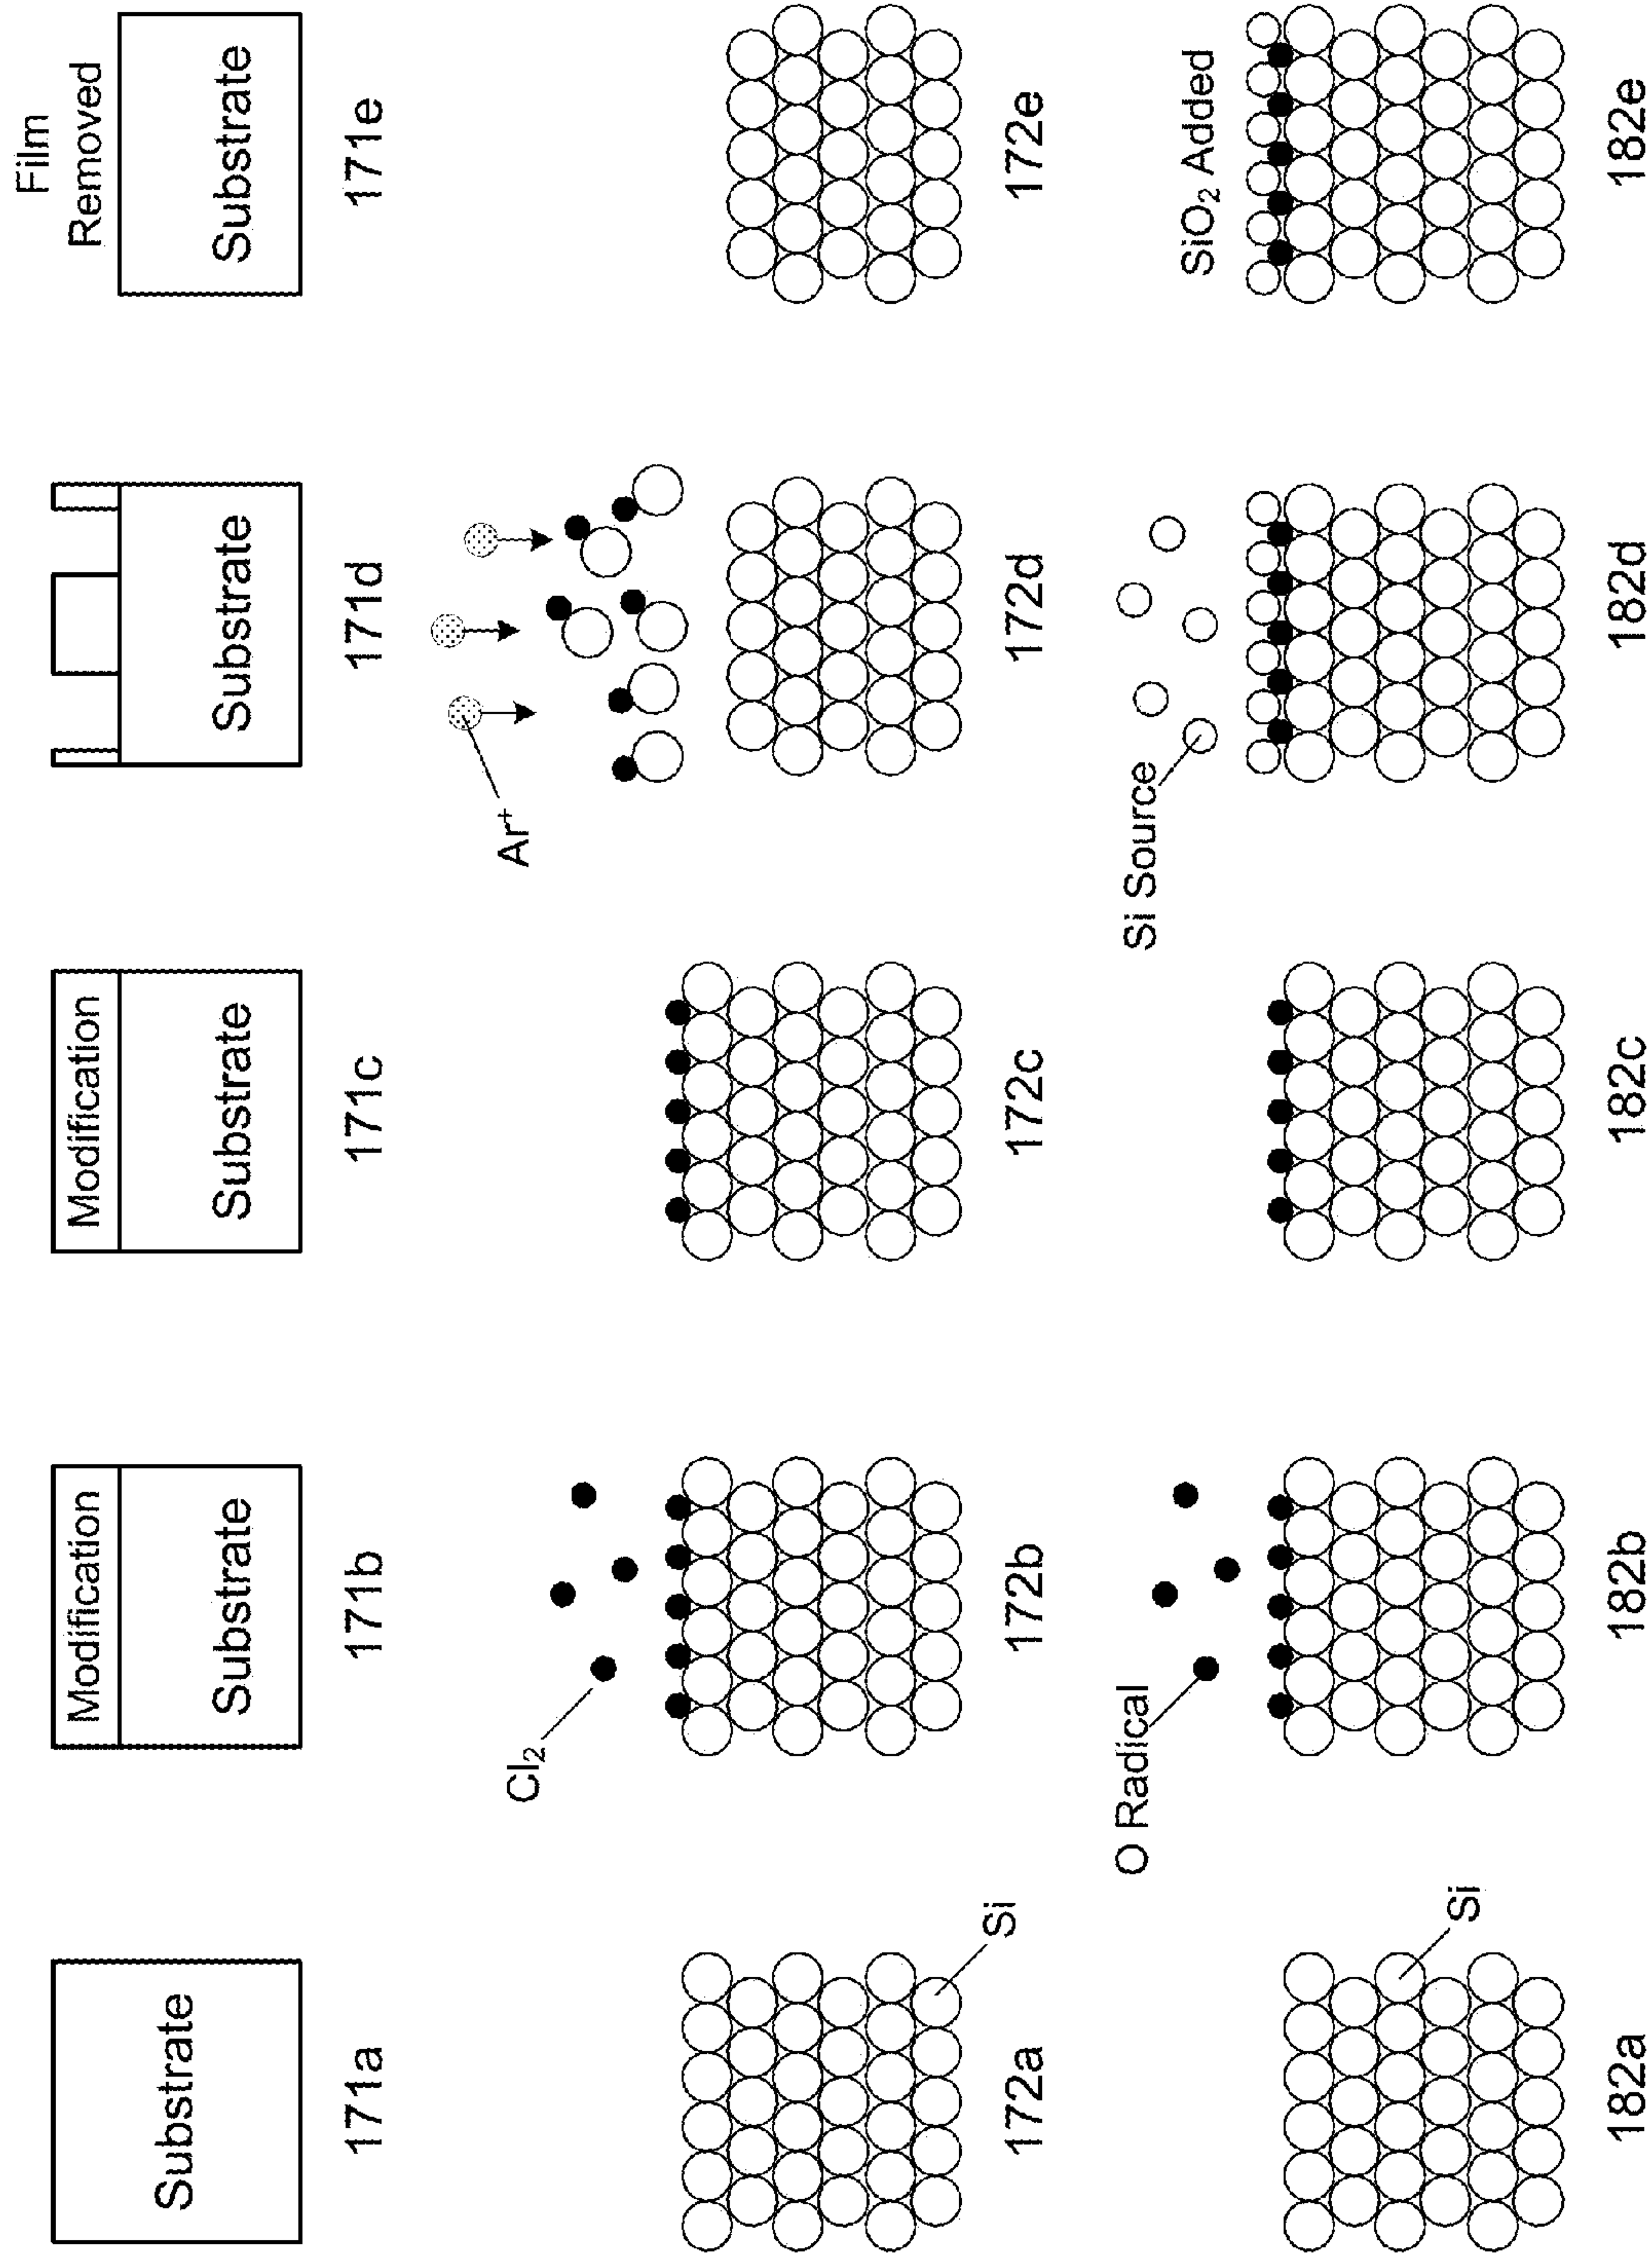 Substrate
171a
Modification
Substrate
171b
Modification
Substrate
171c
Substrate
171d
Film
Removed
Substrate
171e
Si
172a
Cl₂
172b
172c
Ar⁺
172d
172e
Si
182a
O Radical
182b
182c
Si Source
182d
SiO₂ Added
182e